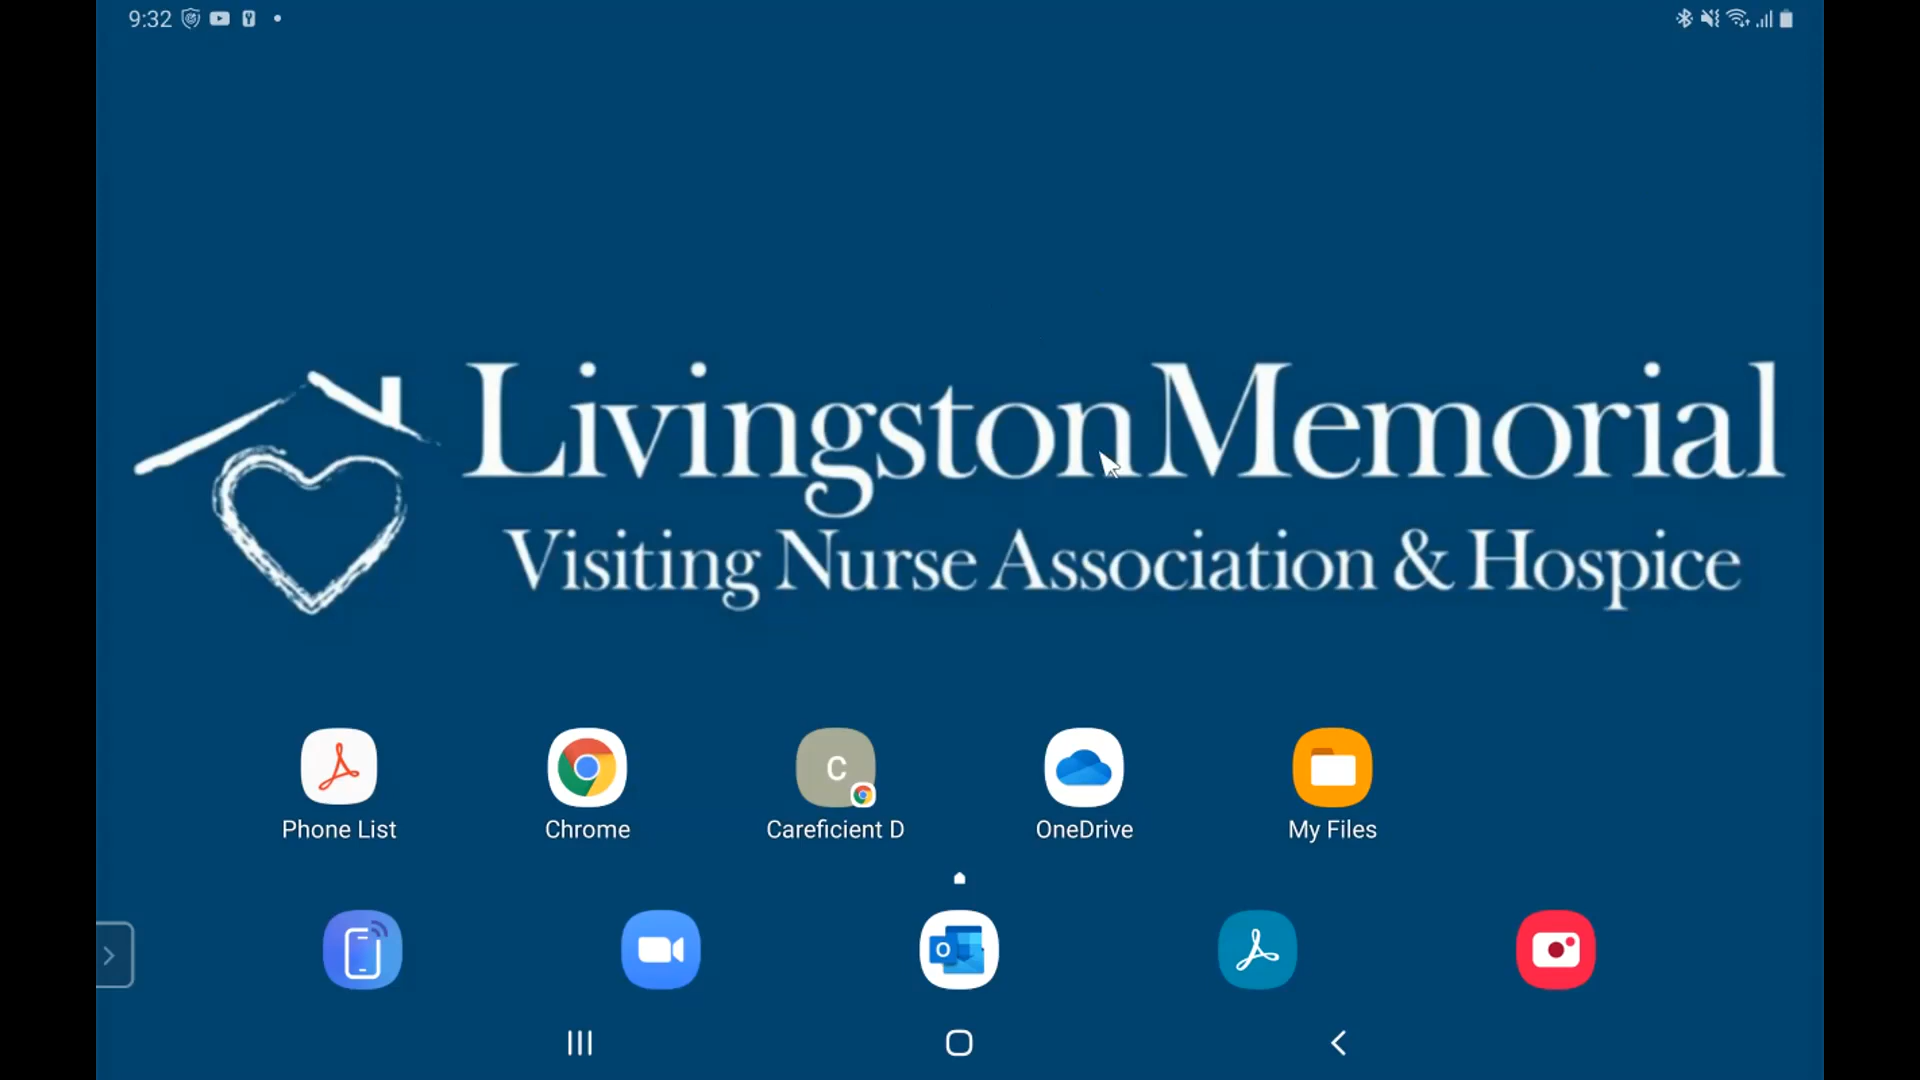 9:32
Livingston Memorial
Visiting Nurse Association & Hospice
C
Phone List
Chrome
Careficient D
OneDrive
My Files
O